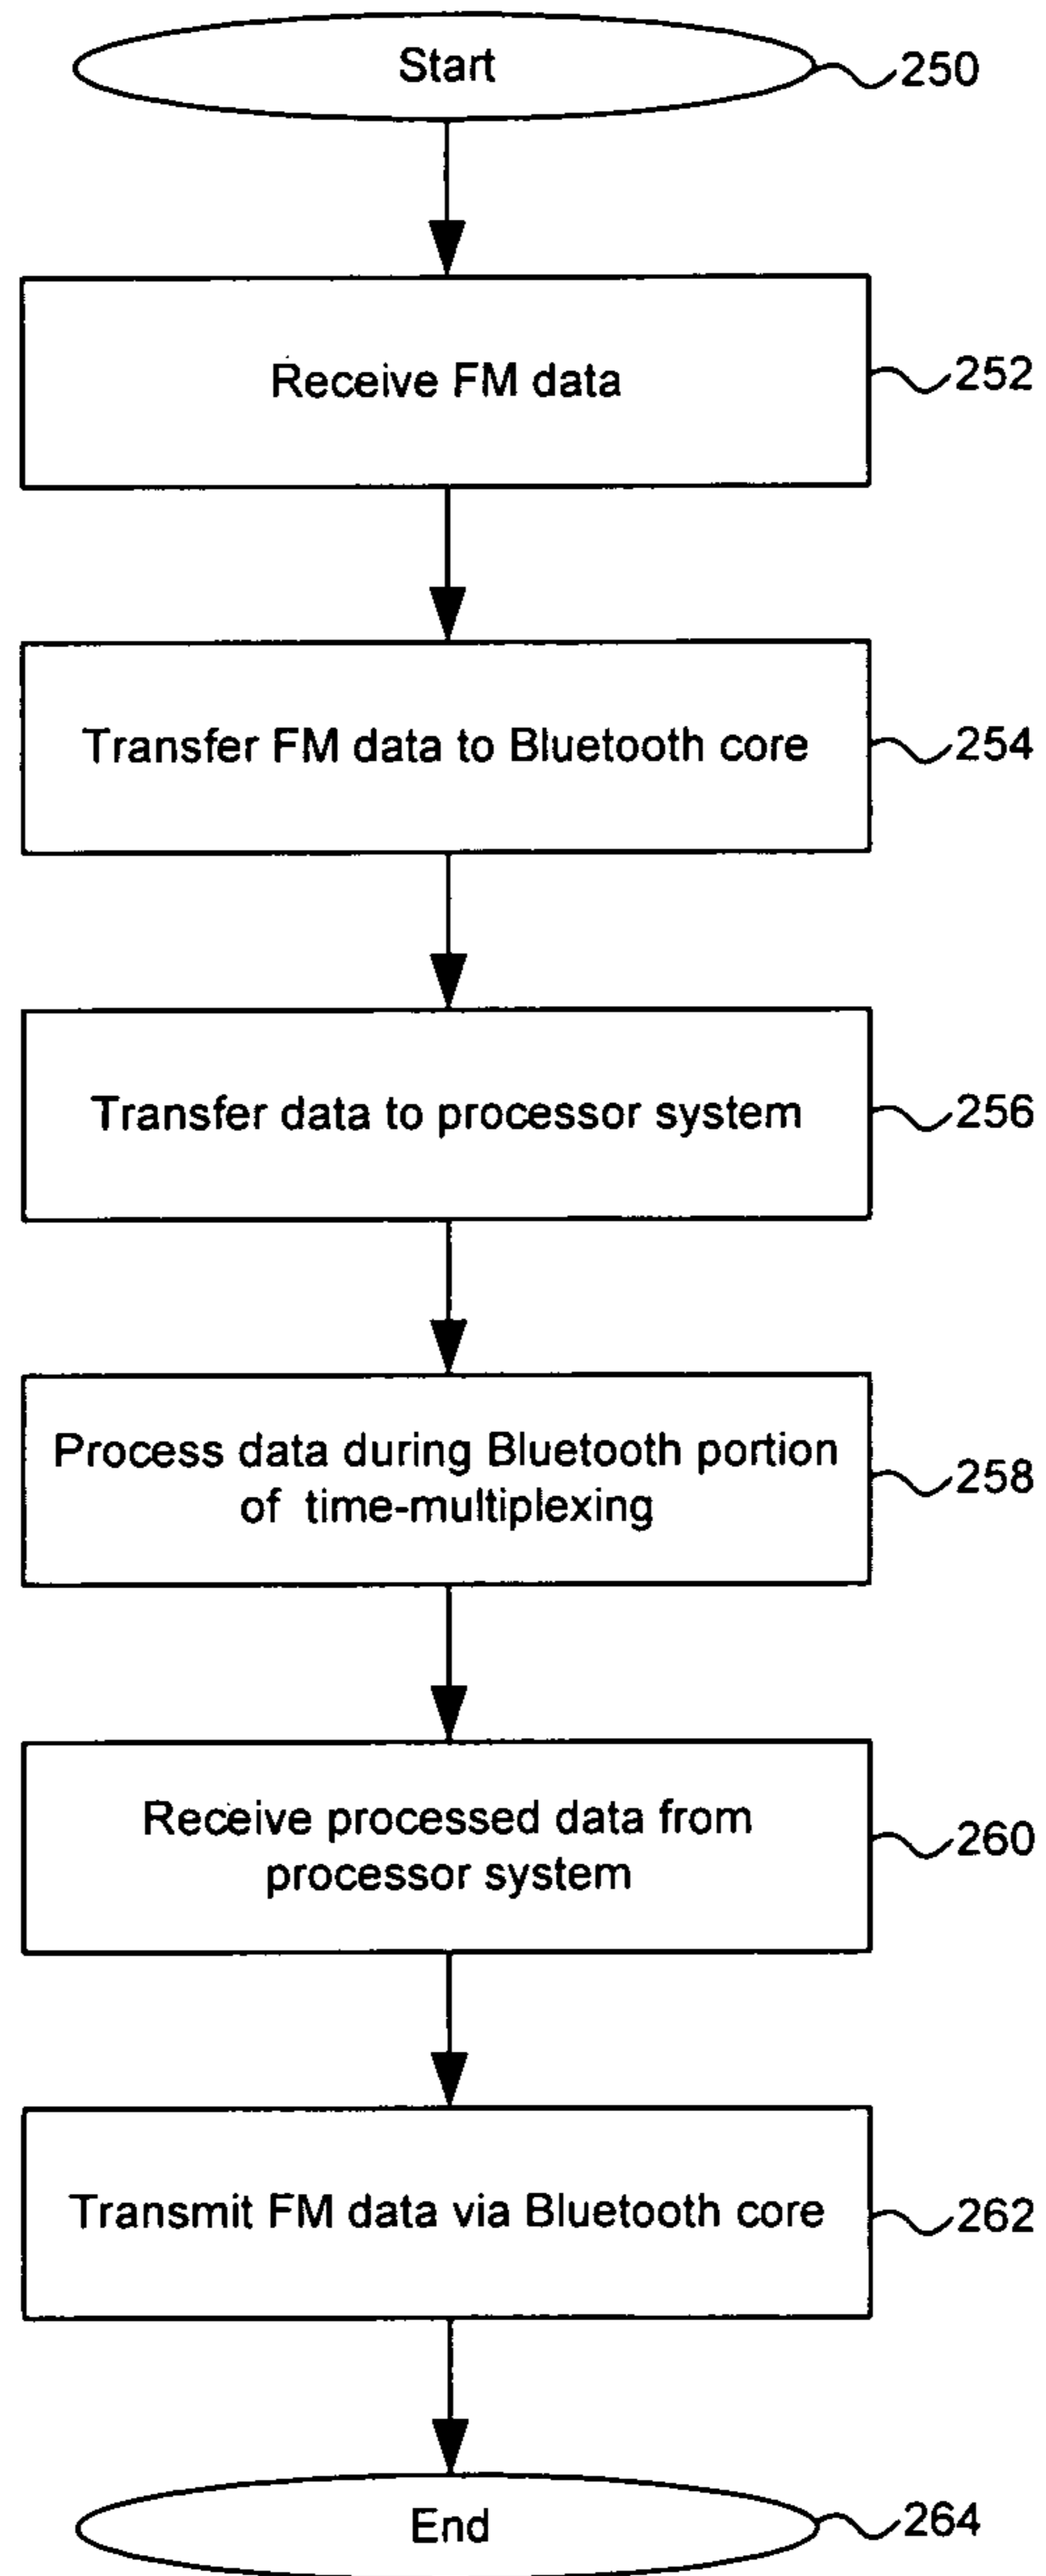 Start
250
Receive FM data
252
Transfer FM data to Bluetooth core
254
Transfer data to processor system
256
Process data during Bluetooth portion
of time-multiplexing
258
Receive processed data from
processor system
260
Transmit FM data via Bluetooth core
262
End
264